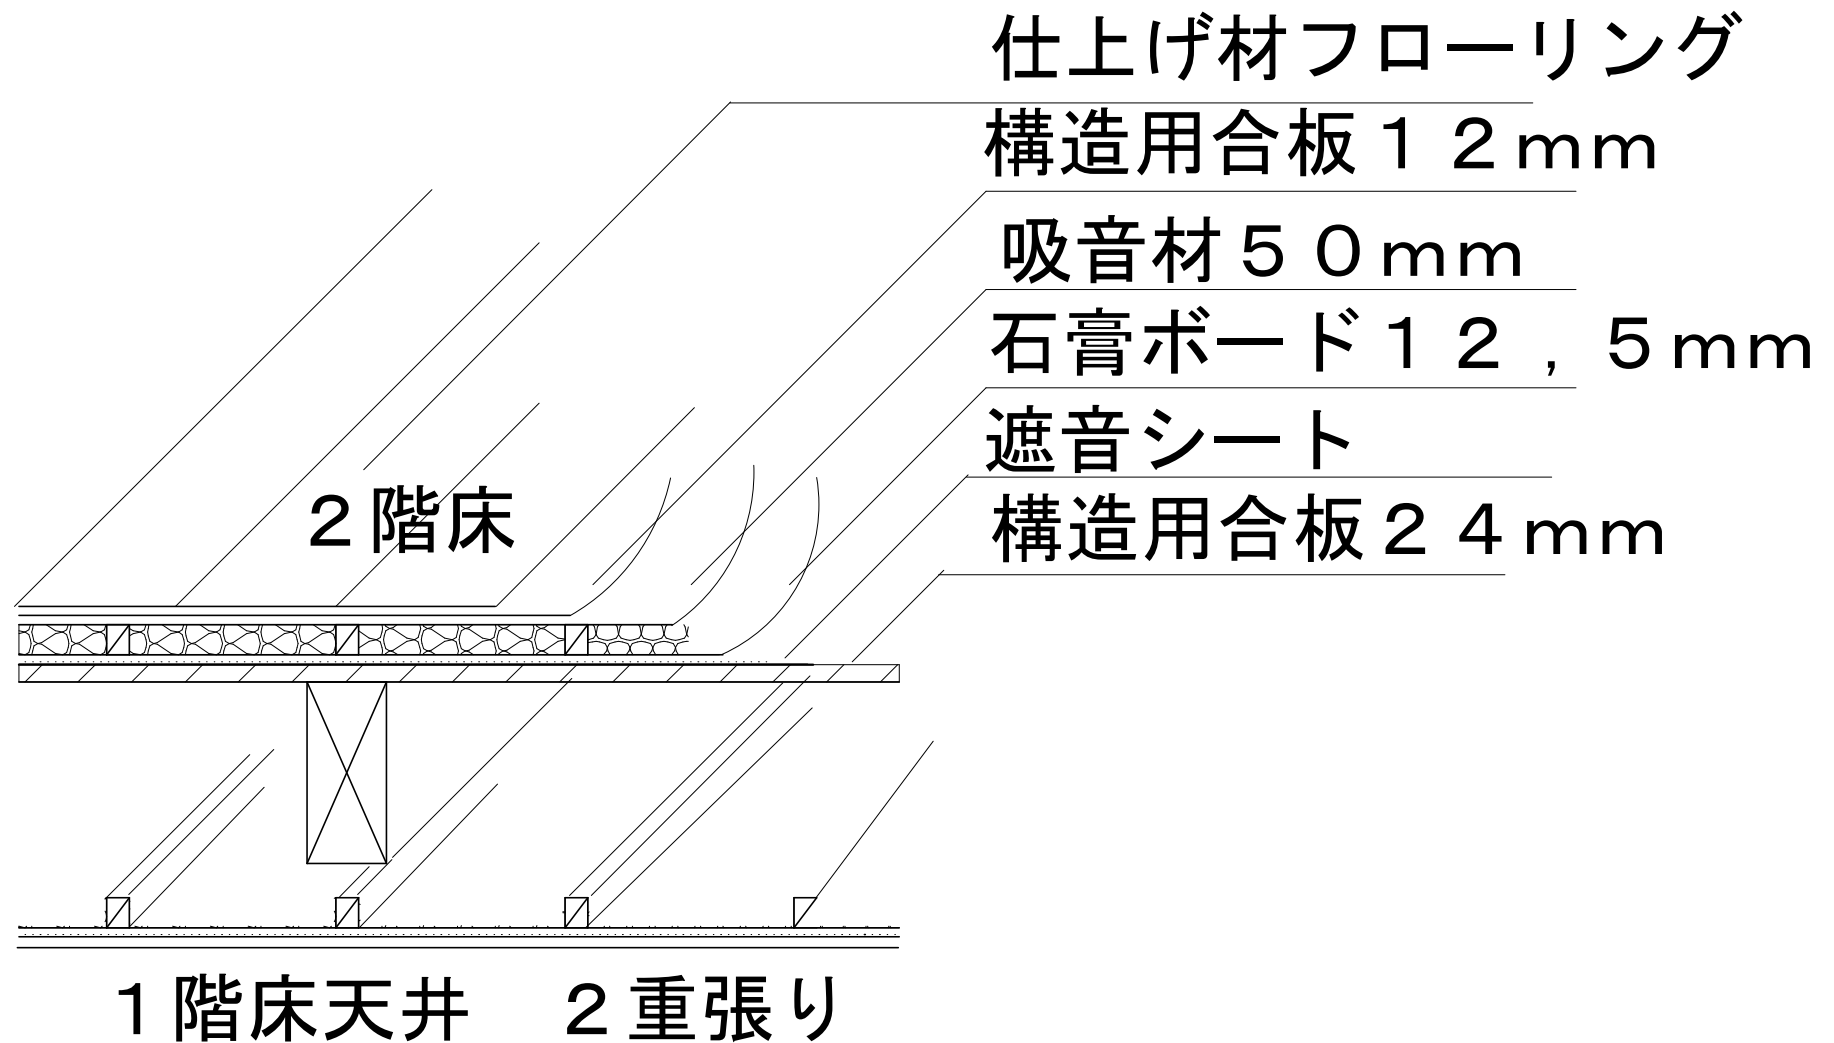 仕上げ材フローリング
構造用合板１２ｍｍ
吸音材５０ｍｍ
石膏ボード１２，５ｍｍ
遮音シート
構造用合板２４ｍｍ
２階床
１階床天井　２重張り